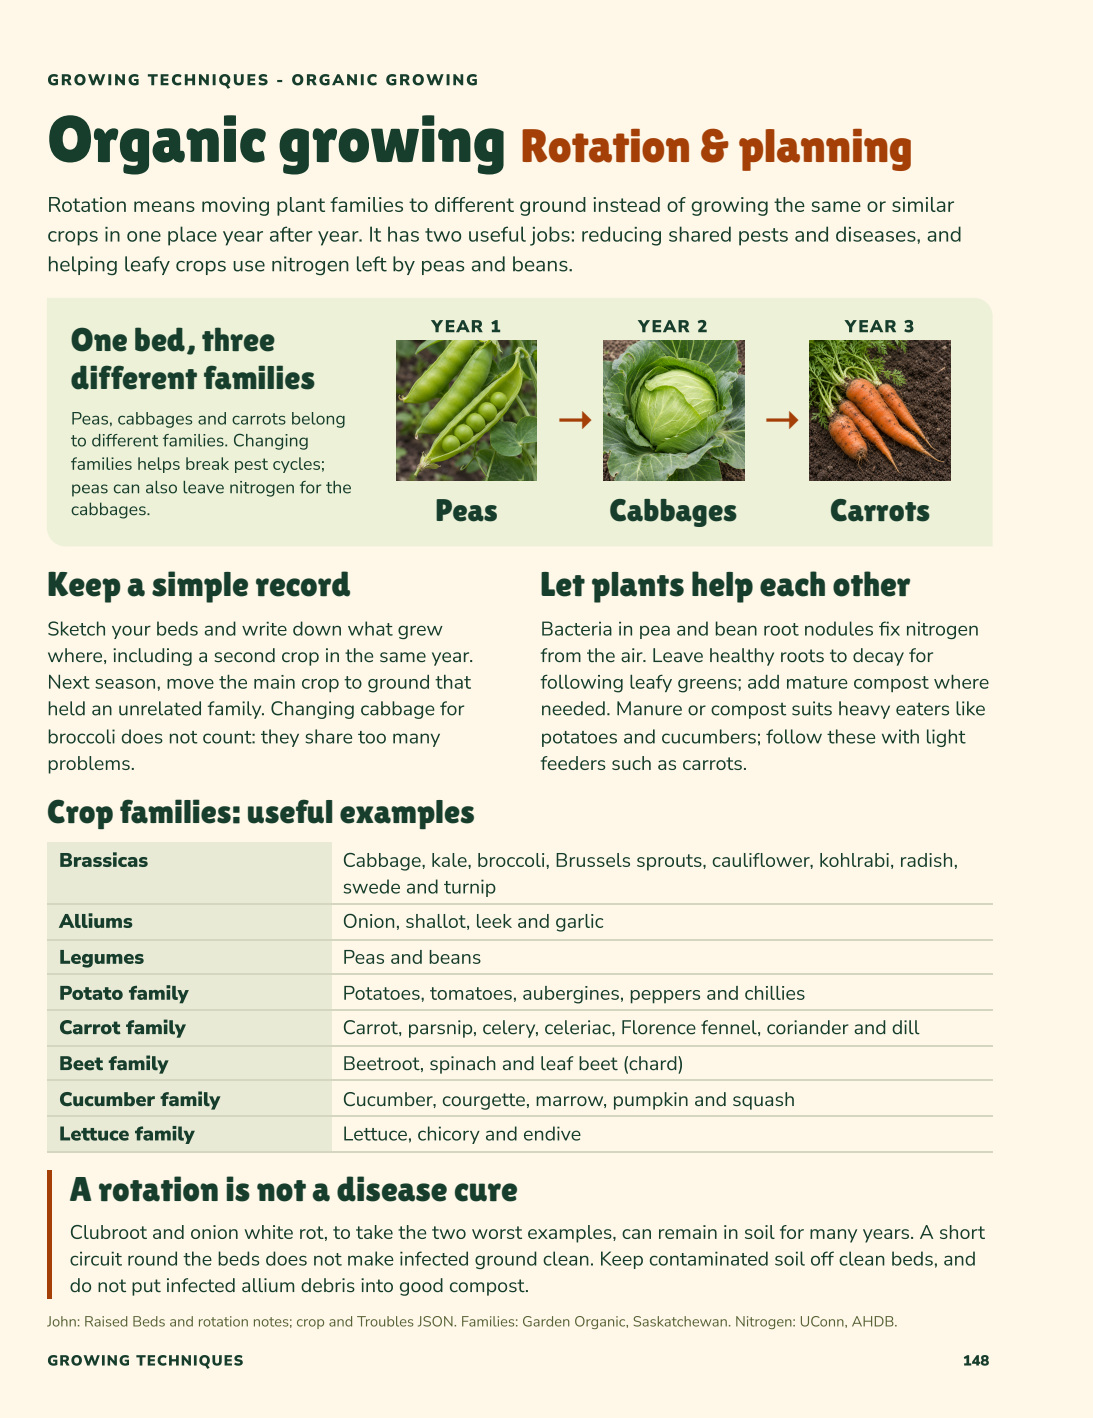 GROWING TECHNIQUES - ORGANIC GROWING
Organic growing Rotation & planning
Rotation means moving plant families to different ground instead of growing the same or similar
crops in one place year after year. It has two useful jobs: reducing shared pests and diseases, and
helping leafy crops use nitrogen left by peas and beans.
One bed, three
different families
Peas, cabbages and carrots belong
to different families. Changing
families helps break pest cycles;
peas can also leave nitrogen for the
cabbages.
YEAR 1
Peas
YEAR 2
Cabbages
YEAR 3
Carrots
Keep a simple record
Sketch your beds and write down what grew
where, including a second crop in the same year.
Next season, move the main crop to ground that
held an unrelated family. Changing cabbage for
broccoli does not count: they share too many
problems.
Let plants help each other
Bacteria in pea and bean root nodules fix nitrogen
from the air. Leave healthy roots to decay for
following leafy greens; add mature compost where
needed. Manure or compost suits heavy eaters like
potatoes and cucumbers; follow these with light
feeders such as carrots.
Crop families: useful examples
Brassicas Cabbage, kale, broccoli, Brussels sprouts, cauliflower, kohlrabi, radish,
swede and turnip
Alliums Onion, shallot, leek and garlic
Legumes Peas and beans
Potato family Potatoes, tomatoes, aubergines, peppers and chillies
Carrot family Carrot, parsnip, celery, celeriac, Florence fennel, coriander and dill
Beet family Beetroot, spinach and leaf beet (chard)
Cucumber family Cucumber, courgette, marrow, pumpkin and squash
Lettuce family Lettuce, chicory and endive
A rotation is not a disease cure
Clubroot and onion white rot, to take the two worst examples, can remain in soil for many years. A short
circuit round the beds does not make infected ground clean. Keep contaminated soil off clean beds, and
do not put infected allium debris into good compost.
John: Raised Beds and rotation notes; crop and Troubles JSON. Families: Garden Organic, Saskatchewan. Nitrogen: UConn, AHDB.
GROWING TECHNIQUES 148